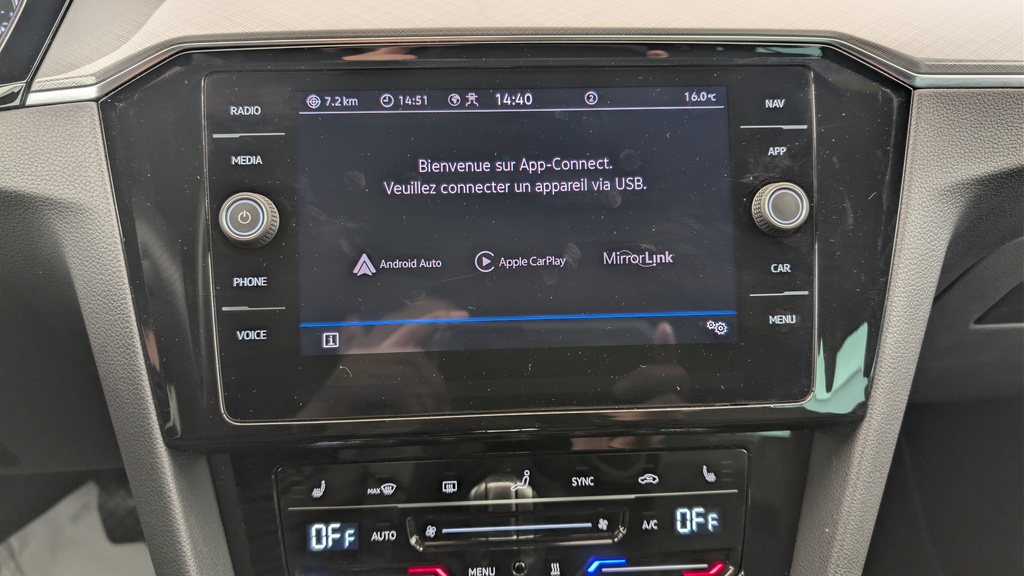 RADIO
MEDIA
PHONE
VOICE
7.2 km 14:51 14:40 2 16.0°C
Bienvenue sur App-Connect.
Veuillez connecter un appareil via USB.
Android Auto Apple CarPlay MirrorLink
i
NAV
APP
CAR
MENU
MAX SYNC
OFF AUTO A/C OFF
MENU